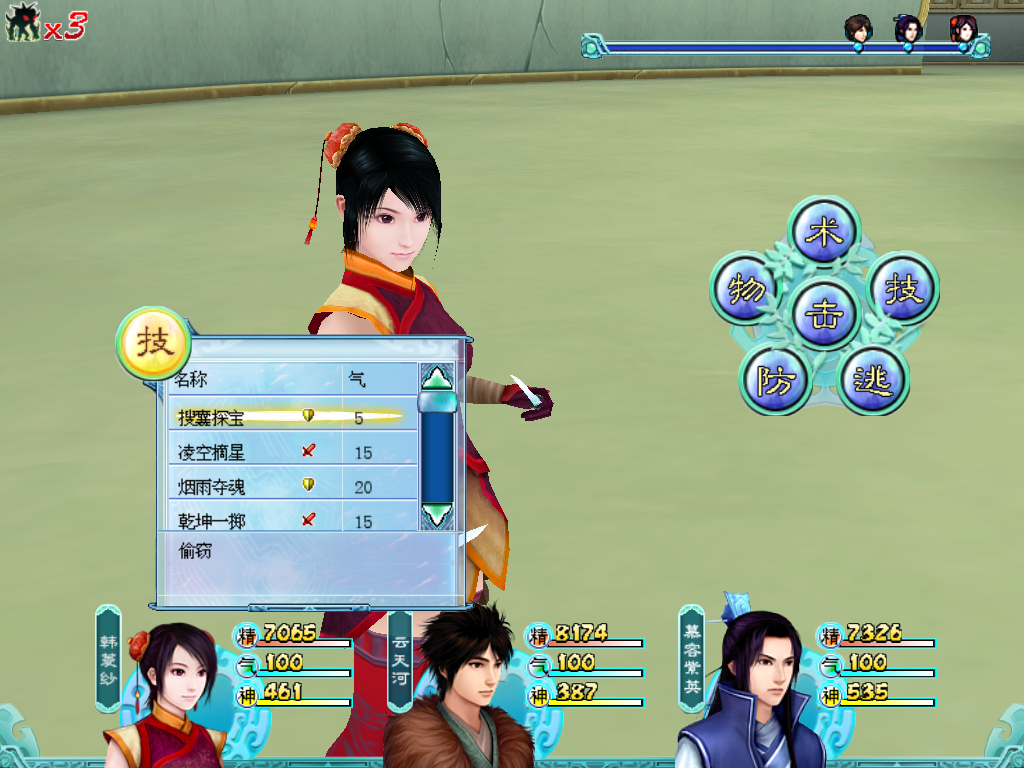 x3
术
物
技
击
防
逃
技
名称 气
搜囊探宝 5
凌空摘星 15
烟雨夺魂 20
乾坤一掷 15
偷窃
韩菱纱
精 7065
气 100
神 461
云天河
精 8174
气 100
神 387
慕容紫英
精 7326
气 100
神 535